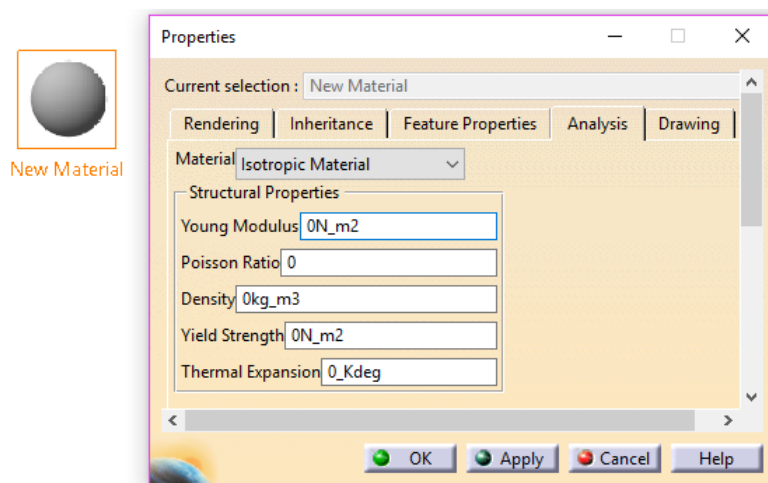 Properties
Current selection : New Material
Rendering Inheritance Feature Properties Analysis Drawing
Material Isotropic Material
Structural Properties
Young Modulus 0N_m2
Poisson Ratio 0
Density 0kg_m3
Yield Strength 0N_m2
Thermal Expansion 0_Kdeg
OK Apply Cancel Help
New Material